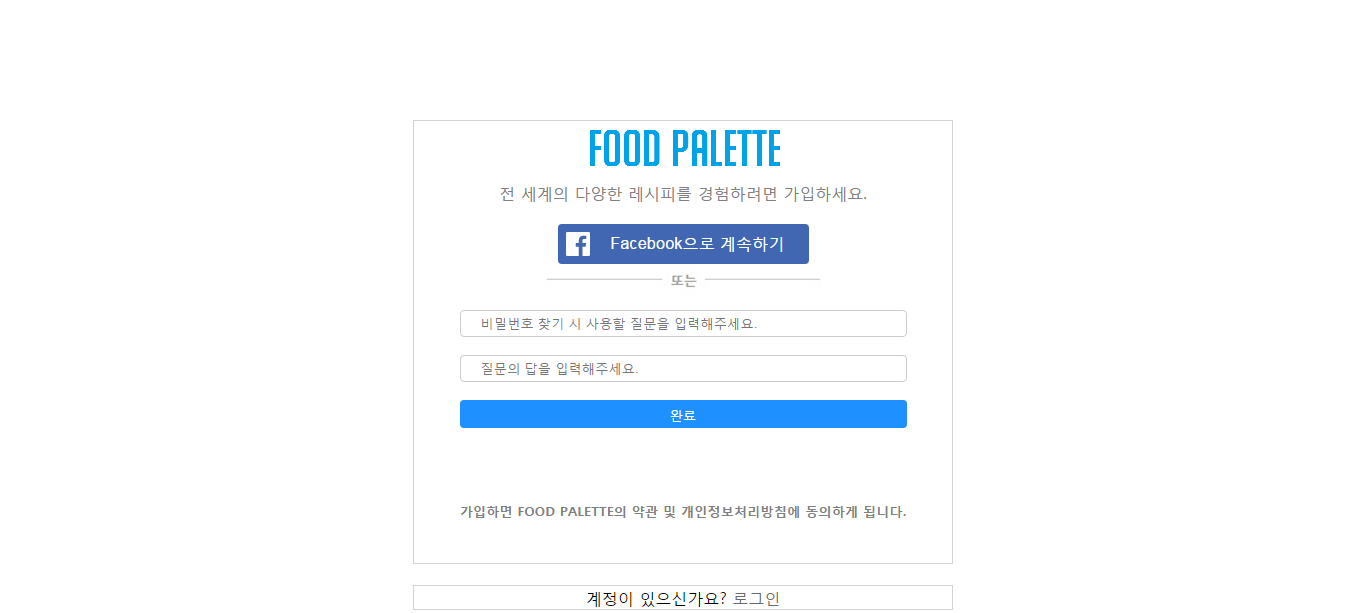 FOOD PALETTE
전 세계의 다양한 레시피를 경험하려면 가입하세요.
Facebook으로 계속하기
또는
비밀번호 찾기 시 사용할 질문을 입력해주세요.
질문의 답을 입력해주세요.
완료
가입하면 FOOD PALETTE의 약관 및 개인정보처리방침에 동의하게 됩니다.
계정이 있으신가요? 로그인